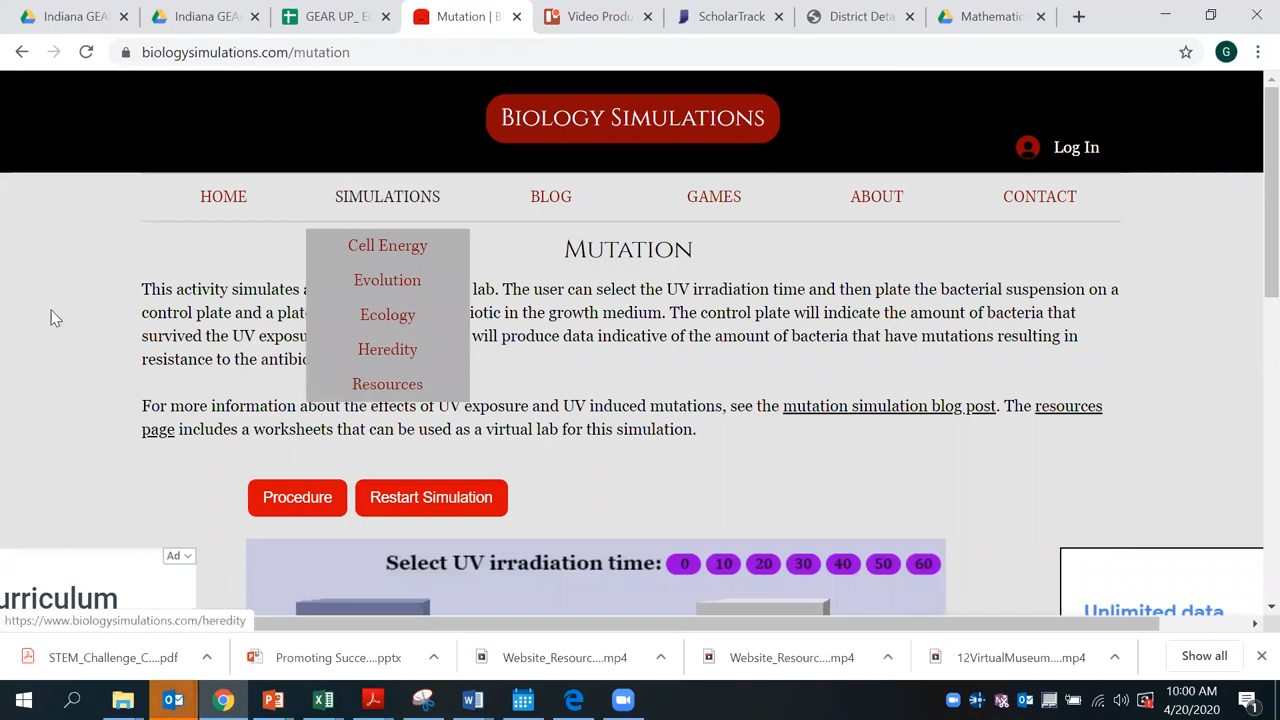 Indiana GEA
Indiana GEA
GEAR UP_ Ec
Mutation | B
Video Produ
ScholarTrack
District Deta
Mathematic
biologysimulations.com/mutation
G
Biology Simulations
Log In
HOME SIMULATIONS BLOG GAMES ABOUT CONTACT
Cell Energy
Evolution
Ecology
Heredity
Resources
Mutation
This activity simulates a lab. The user can select the UV irradiation time and then plate the bacterial suspension on a
control plate and a plat iotic in the growth medium. The control plate will indicate the amount of bacteria that
survived the UV exposu will produce data indicative of the amount of bacteria that have mutations resulting in
resistance to the antibio
For more information about the effects of UV exposure and UV induced mutations, see the mutation simulation blog post. The resources
page includes a worksheets that can be used as a virtual lab for this simulation.
Procedure Restart Simulation
Select UV irradiation time: 0 10 20 30 40 50 60
Ad
urriculum
Unlimited data
https://www.biologysimulations.com/heredity
STEM_Challenge_C....pdf
Promoting Succe....pptx
Website_Resourc....mp4
Website_Resourc....mp4
12VirtualMuseum....mp4
Show all
10:00 AM
4/20/2020
1